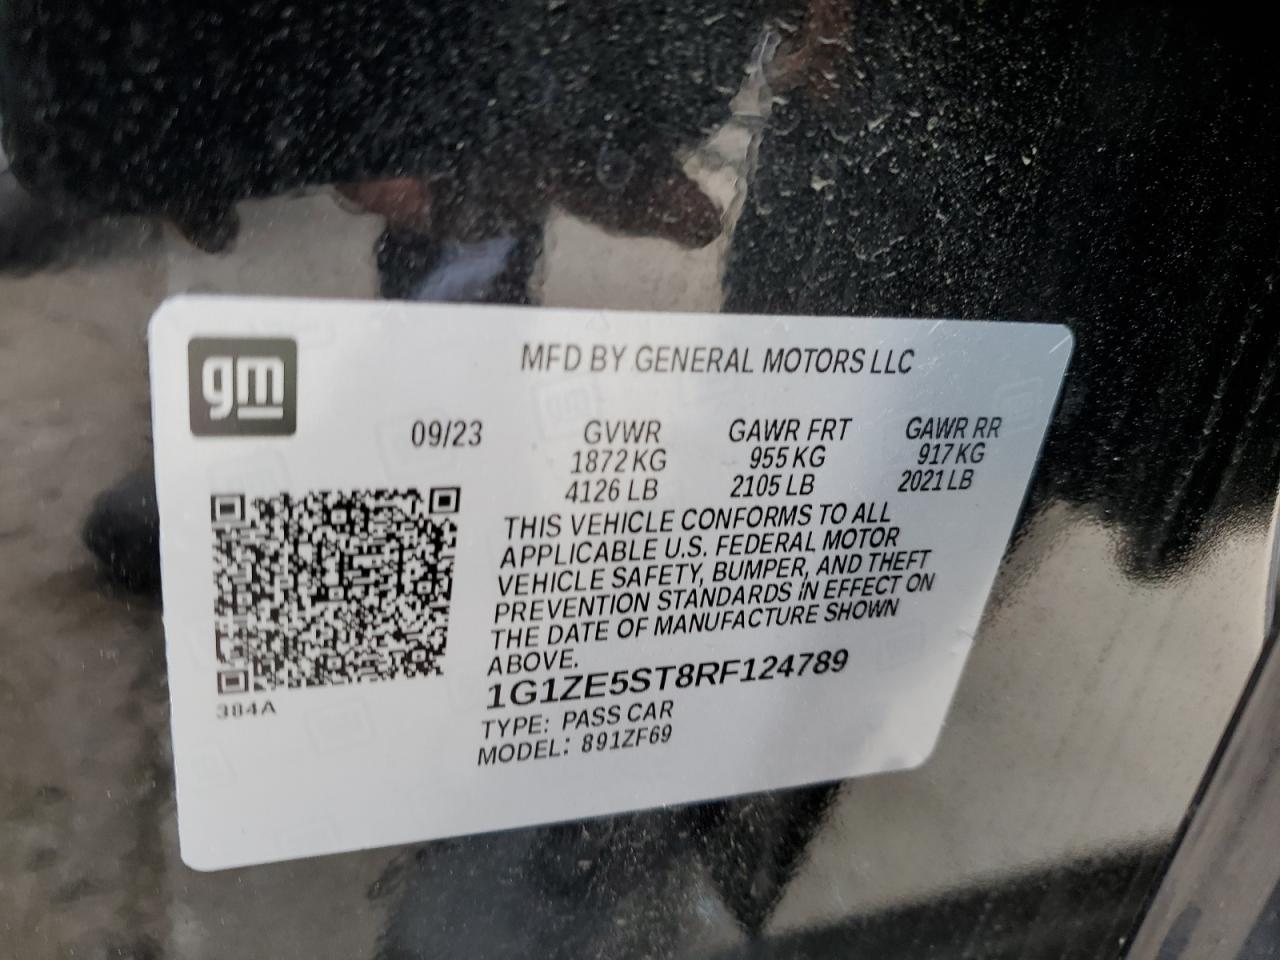 gm
MFD BY GENERAL MOTORS LLC
09/23 GVWR GAWR FRT GAWR RR
1872 KG 955 KG 917 KG
4126 LB 2105 LB 2021 LB
THIS VEHICLE CONFORMS TO ALL
APPLICABLE U.S. FEDERAL MOTOR
VEHICLE SAFETY, BUMPER, AND THEFT
PREVENTION STANDARDS IN EFFECT ON
THE DATE OF MANUFACTURE SHOWN
ABOVE.
1G1ZE5ST8RF124789
384A
TYPE: PASS CAR
MODEL: 891ZF69